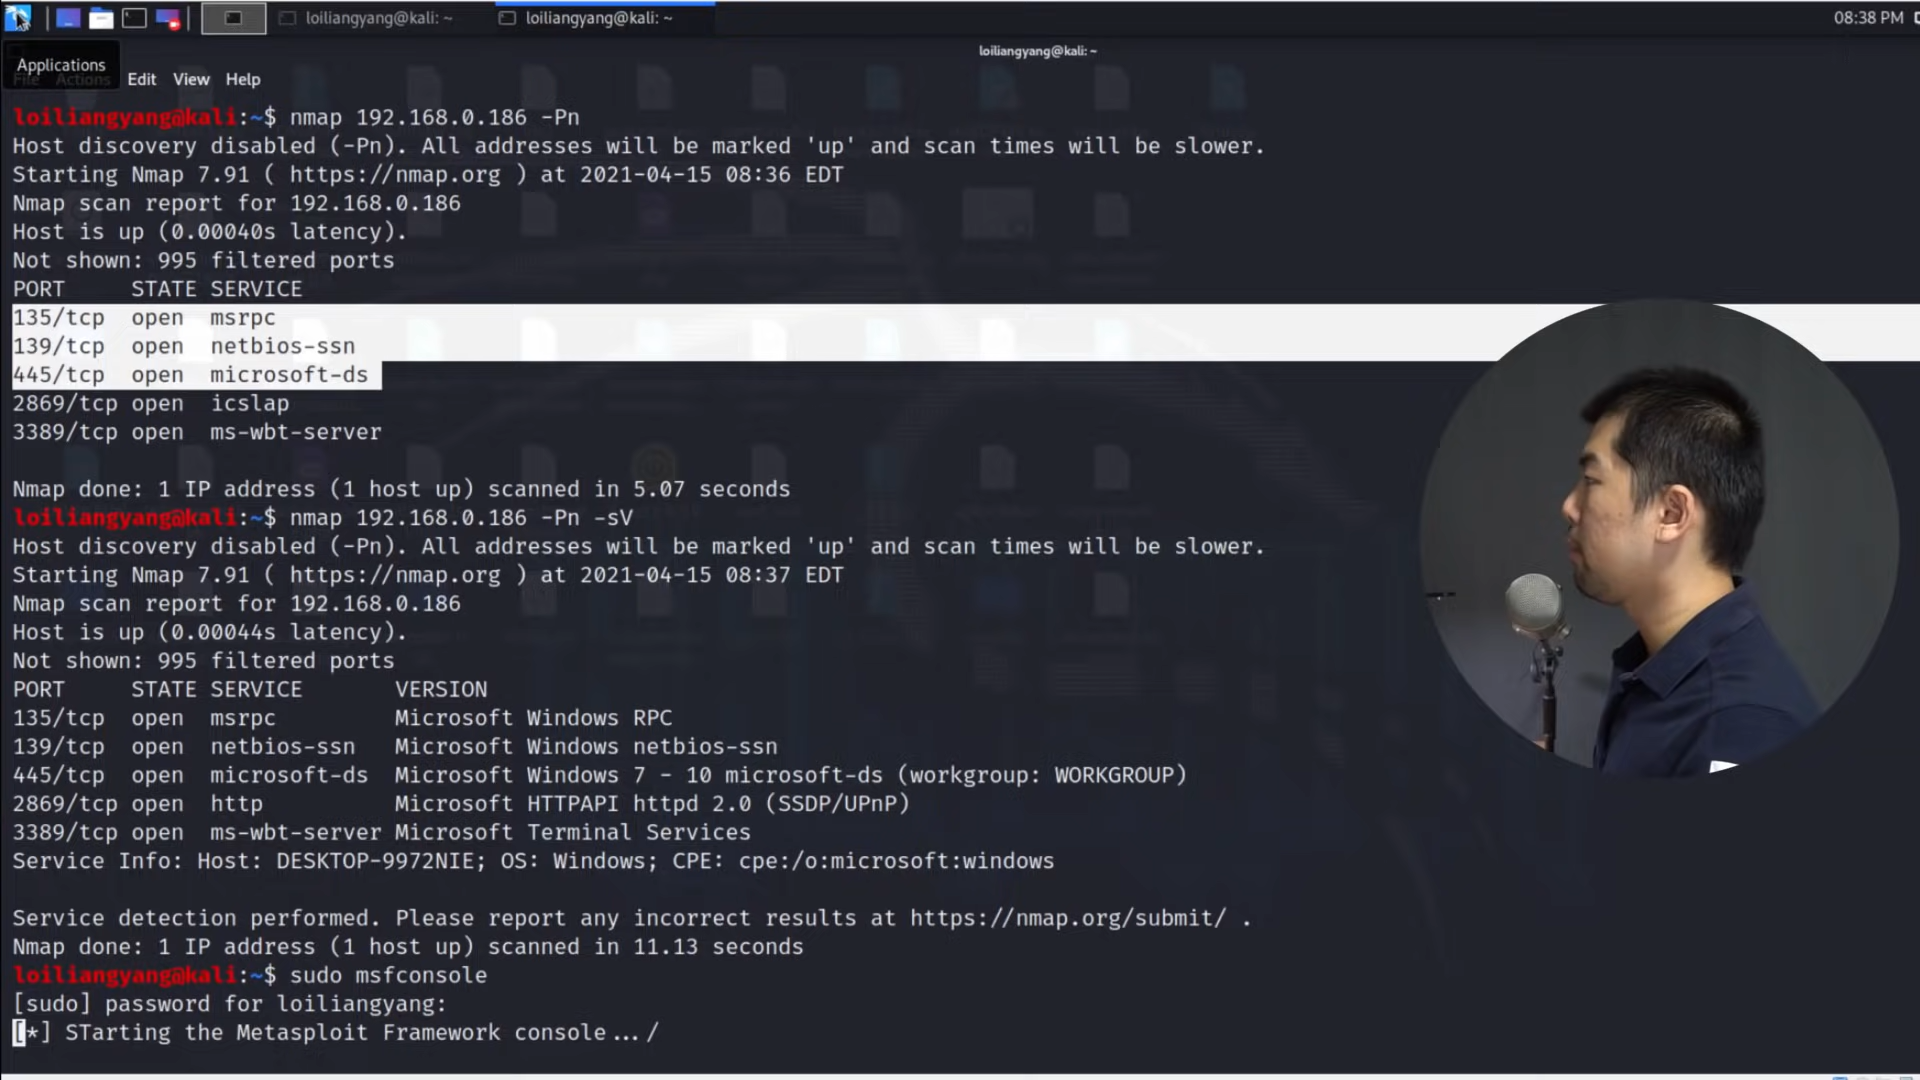 loiliangyang@kali: ~
loiliangyang@kali: ~
08:38 PM
loiliangyang@kali: ~
Applications
File Actions Edit View Help
loiliangyang@kali:~$ nmap 192.168.0.186 -Pn
Host discovery disabled (-Pn). All addresses will be marked 'up' and scan times will be slower.
Starting Nmap 7.91 ( https://nmap.org ) at 2021-04-15 08:36 EDT
Nmap scan report for 192.168.0.186
Host is up (0.00040s latency).
Not shown: 995 filtered ports
PORT     STATE SERVICE
135/tcp  open  msrpc
139/tcp  open  netbios-ssn
445/tcp  open  microsoft-ds
2869/tcp open  icslap
3389/tcp open  ms-wbt-server
Nmap done: 1 IP address (1 host up) scanned in 5.07 seconds
loiliangyang@kali:~$ nmap 192.168.0.186 -Pn -sV
Host discovery disabled (-Pn). All addresses will be marked 'up' and scan times will be slower.
Starting Nmap 7.91 ( https://nmap.org ) at 2021-04-15 08:37 EDT
Nmap scan report for 192.168.0.186
Host is up (0.00044s latency).
Not shown: 995 filtered ports
PORT     STATE SERVICE       VERSION
135/tcp  open  msrpc         Microsoft Windows RPC
139/tcp  open  netbios-ssn   Microsoft Windows netbios-ssn
445/tcp  open  microsoft-ds  Microsoft Windows 7 - 10 microsoft-ds (workgroup: WORKGROUP)
2869/tcp open  http          Microsoft HTTPAPI httpd 2.0 (SSDP/UPnP)
3389/tcp open  ms-wbt-server Microsoft Terminal Services
Service Info: Host: DESKTOP-9972NIE; OS: Windows; CPE: cpe:/o:microsoft:windows
Service detection performed. Please report any incorrect results at https://nmap.org/submit/ .
Nmap done: 1 IP address (1 host up) scanned in 11.13 seconds
loiliangyang@kali:~$ sudo msfconsole
[sudo] password for loiliangyang:
[*] STarting the Metasploit Framework console.../